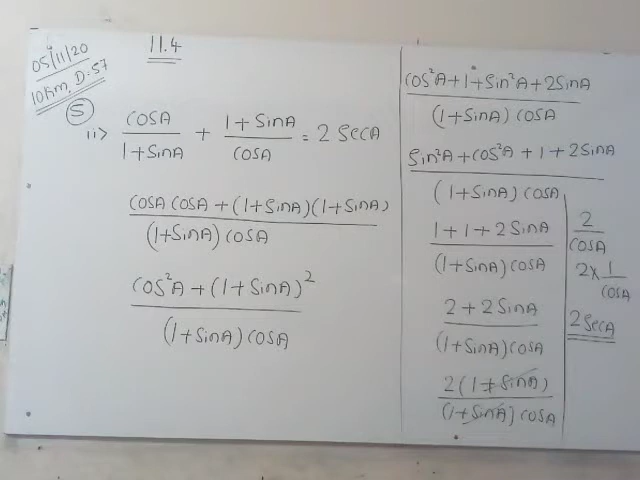 05/11/20
10km, D.57
11.4
5
ii> cosA/(1+SinA) + (1+SinA)/cosA = 2 SecA
(cosA cosA + (1+SinA)(1+SinA))/((1+SinA) cosA)
(cos²A + (1+SinA)²)/((1+SinA) cosA)
(cos²A+1+Sin²A+2SinA)/((1+SinA) cosA)
(Sin²A+cos²A+1+2SinA)/((1+SinA) cosA)
(1+1+2SinA)/((1+SinA) cosA)
(2+2SinA)/((1+SinA) cosA)
2(1+SinA)/((1+SinA) cosA)
2/cosA
2×1/cosA
2SecA